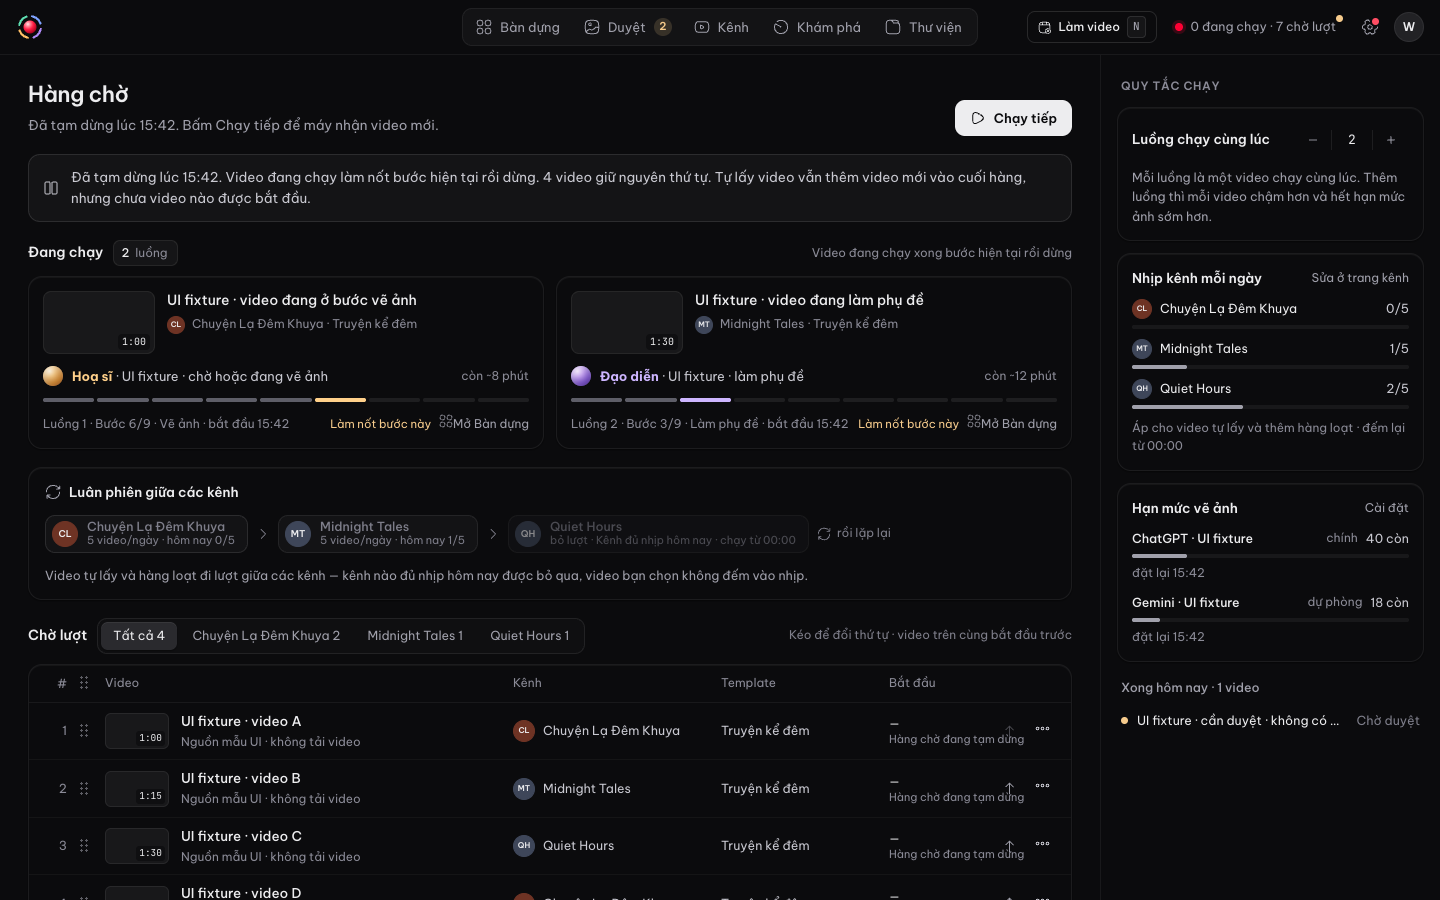 Bàn dựng
Duyệt 2
Kênh
Khám phá
Thư viện
Làm video N
0 đang chạy · 7 chờ lượt
W
Hàng chờ
Đã tạm dừng lúc 15:42. Bấm Chạy tiếp để máy nhận video mới.
Chạy tiếp
Đã tạm dừng lúc 15:42. Video đang chạy làm nốt bước hiện tại rồi dừng. 4 video giữ nguyên thứ tự. Tự lấy video vẫn thêm video mới vào cuối hàng,
nhưng chưa video nào được bắt đầu.
Đang chạy 2 luồng
Video đang chạy xong bước hiện tại rồi dừng
1:00
UI fixture · video đang ở bước vẽ ảnh
CL Chuyện Lạ Đêm Khuya · Truyện kể đêm
Hoạ sĩ · UI fixture · chờ hoặc đang vẽ ảnh
còn ~8 phút
Luồng 1 · Bước 6/9 · Vẽ ảnh · bắt đầu 15:42
Làm nốt bước này
Mở Bàn dựng
1:30
UI fixture · video đang làm phụ đề
MT Midnight Tales · Truyện kể đêm
Đạo diễn · UI fixture · làm phụ đề
còn ~12 phút
Luồng 2 · Bước 3/9 · Làm phụ đề · bắt đầu 15:42
Làm nốt bước này
Mở Bàn dựng
Luân phiên giữa các kênh
CL Chuyện Lạ Đêm Khuya
5 video/ngày · hôm nay 0/5
MT Midnight Tales
5 video/ngày · hôm nay 1/5
QH Quiet Hours
bỏ lượt · Kênh đủ nhịp hôm nay · chạy từ 00:00
rồi lặp lại
Video tự lấy và hàng loạt đi lượt giữa các kênh — kênh nào đủ nhịp hôm nay được bỏ qua, video bạn chọn không đếm vào nhịp.
Chờ lượt
Tất cả 4
Chuyện Lạ Đêm Khuya 2
Midnight Tales 1
Quiet Hours 1
Kéo để đổi thứ tự · video trên cùng bắt đầu trước
# Video Kênh Template Bắt đầu
1 1:00 UI fixture · video A
Nguồn mẫu UI · không tải video
CL Chuyện Lạ Đêm Khuya
Truyện kể đêm
–
Hàng chờ đang tạm dừng
2 1:15 UI fixture · video B
Nguồn mẫu UI · không tải video
MT Midnight Tales
Truyện kể đêm
–
Hàng chờ đang tạm dừng
3 1:30 UI fixture · video C
Nguồn mẫu UI · không tải video
QH Quiet Hours
Truyện kể đêm
–
Hàng chờ đang tạm dừng
UI fixture · video D
QUY TẮC CHẠY
Luồng chạy cùng lúc
− 2 +
Mỗi luồng là một video chạy cùng lúc. Thêm
luồng thì mỗi video chậm hơn và hết hạn mức
ảnh sớm hơn.
Nhịp kênh mỗi ngày
Sửa ở trang kênh
CL Chuyện Lạ Đêm Khuya 0/5
MT Midnight Tales 1/5
QH Quiet Hours 2/5
Áp cho video tự lấy và thêm hàng loạt · đếm lại
từ 00:00
Hạn mức vẽ ảnh
Cài đặt
ChatGPT · UI fixture chính 40 còn
đặt lại 15:42
Gemini · UI fixture dự phòng 18 còn
đặt lại 15:42
Xong hôm nay · 1 video
UI fixture · cần duyệt · không có ... Chờ duyệt